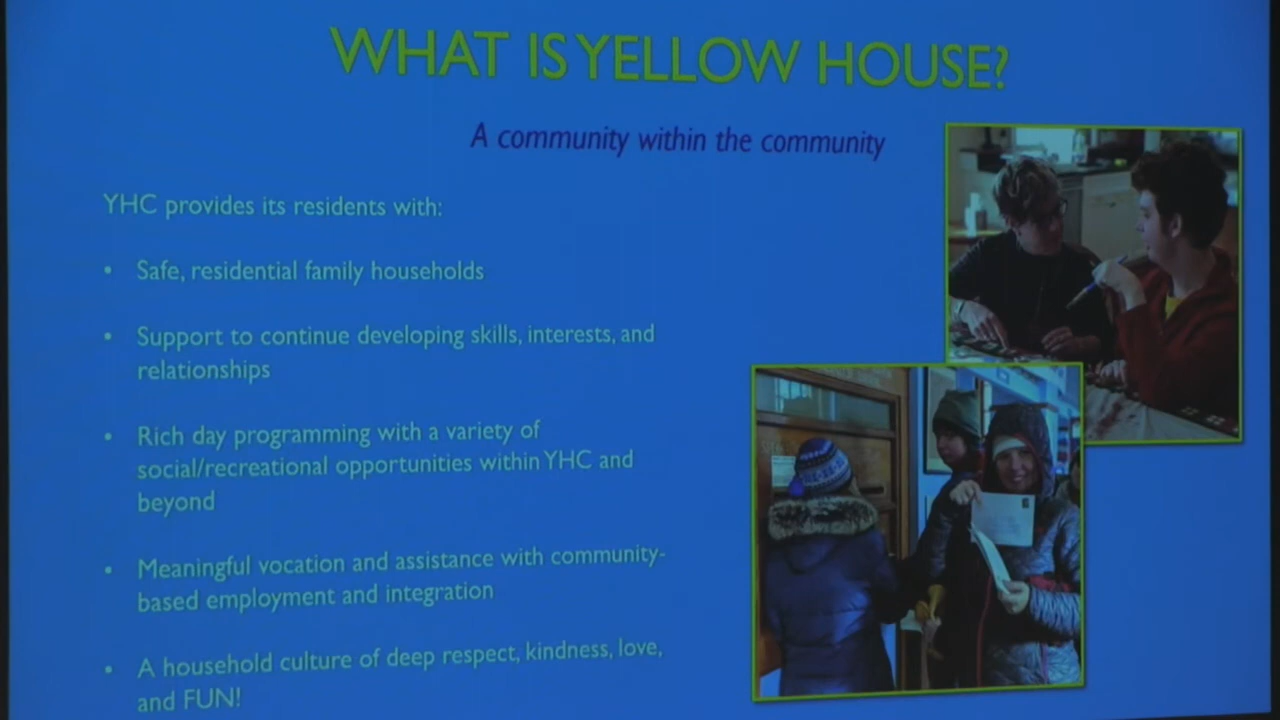 WHAT IS YELLOW HOUSE?
A community within the community
YHC provides its residents with:
• Safe, residential family households
• Support to continue developing skills, interests, and
relationships
• Rich day programming with a variety of
social/recreational opportunities within YHC and
beyond
• Meaningful vocation and assistance with community-
based employment and integration
• A household culture of deep respect, kindness, love,
and FUN!